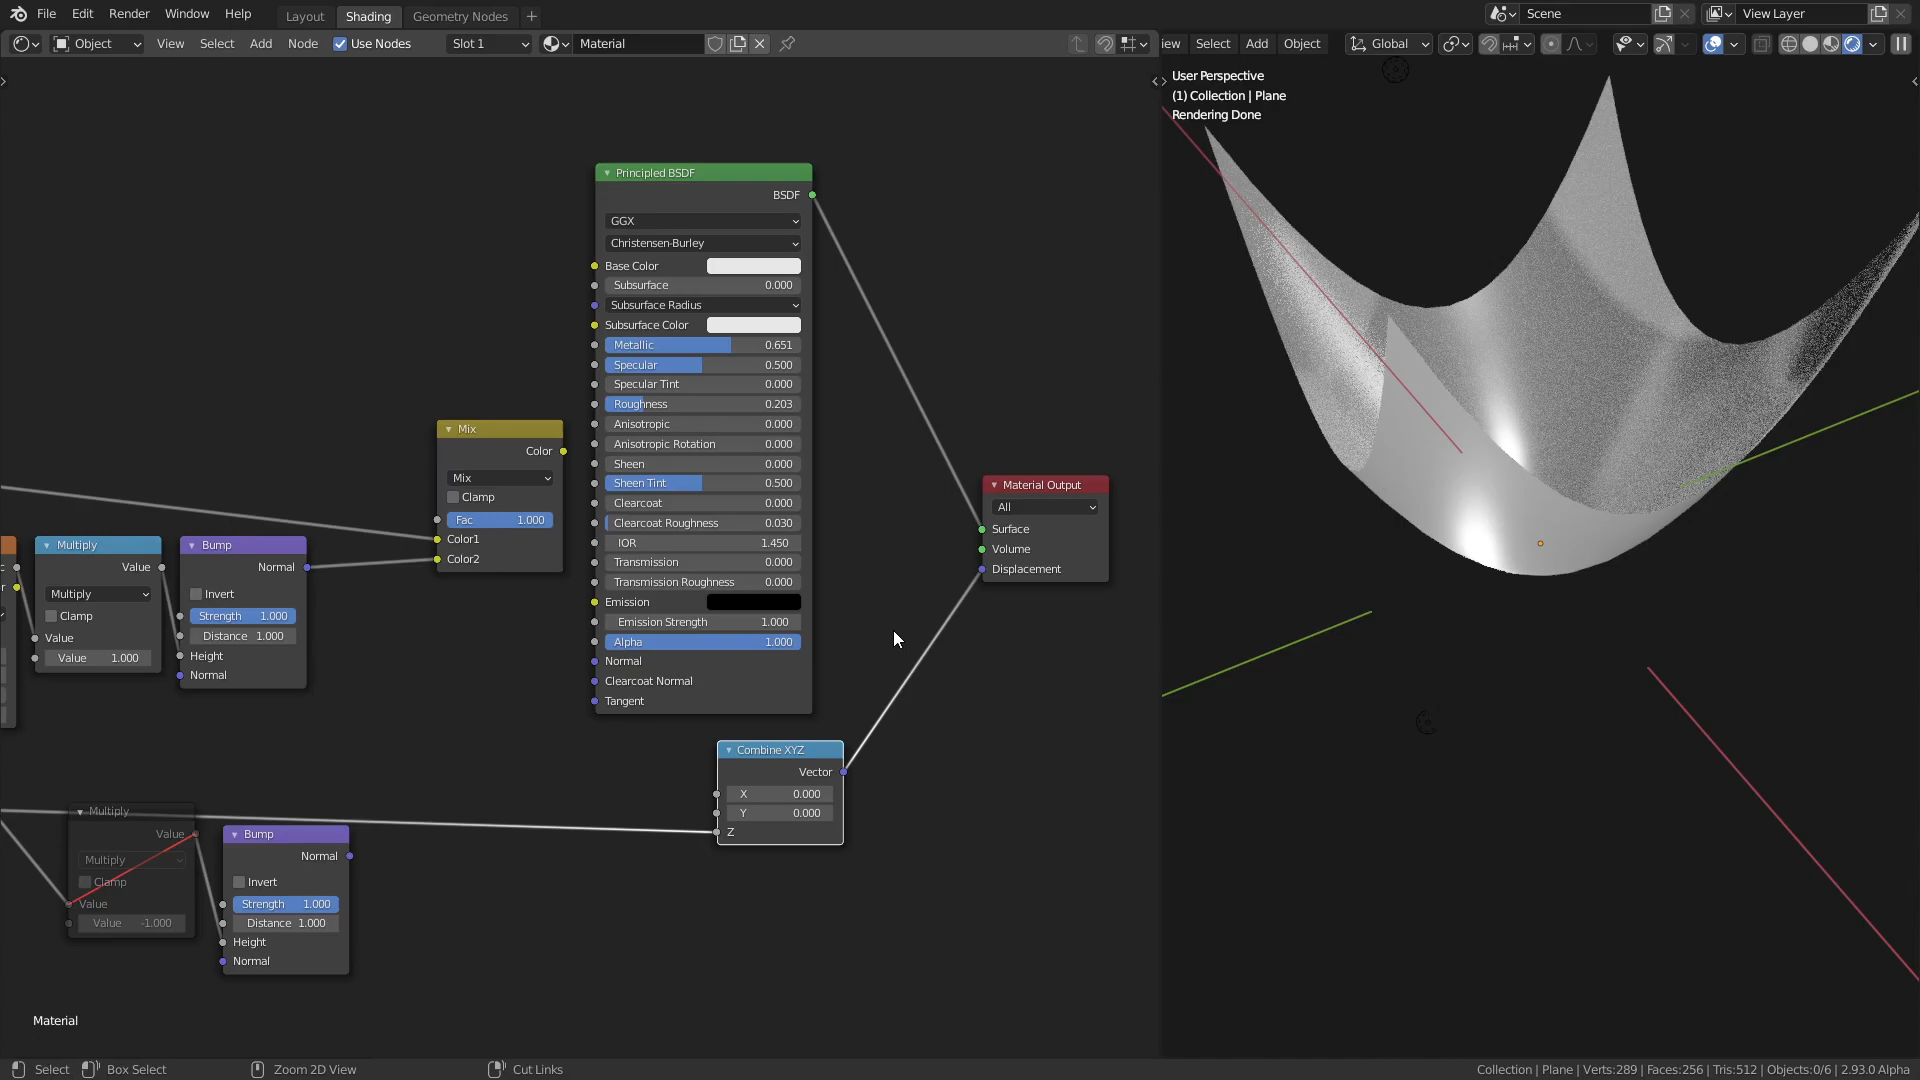 File Edit Render Window Help Layout Shading Geometry Nodes + Scene View Layer
Object View Select Add Node Use Nodes Slot 1 Material iew Select Add Object Global
User Perspective
(1) Collection | Plane
Rendering Done
Principled BSDF
BSDF
GGX
Christensen-Burley
Base Color
Subsurface 0.000
Subsurface Radius
Subsurface Color
Metallic 0.651
Specular 0.500
Specular Tint 0.000
Roughness 0.203
Anisotropic 0.000
Anisotropic Rotation 0.000
Sheen 0.000
Sheen Tint 0.500
Clearcoat 0.000
Clearcoat Roughness 0.030
IOR 1.450
Transmission 0.000
Transmission Roughness 0.000
Emission
Emission Strength 1.000
Alpha 1.000
Normal
Clearcoat Normal
Tangent
Mix
Color
Mix
Clamp
Fac 1.000
Color1
Color2
Material Output
All
Surface
Volume
Displacement
Multiply
Value
Multiply
Clamp
Value
Value 1.000
Bump
Normal
Invert
Strength 1.000
Distance 1.000
Height
Normal
Combine XYZ
Vector
X 0.000
Y 0.000
Z
Multiply
Value
Multiply
Clamp
Value
Value -1.000
Bump
Normal
Invert
Strength 1.000
Distance 1.000
Height
Normal
Material
Select Box Select Zoom 2D View Cut Links Collection | Plane | Verts:289 | Faces:256 | Tris:512 | Objects:0/6 | 2.93.0 Alpha